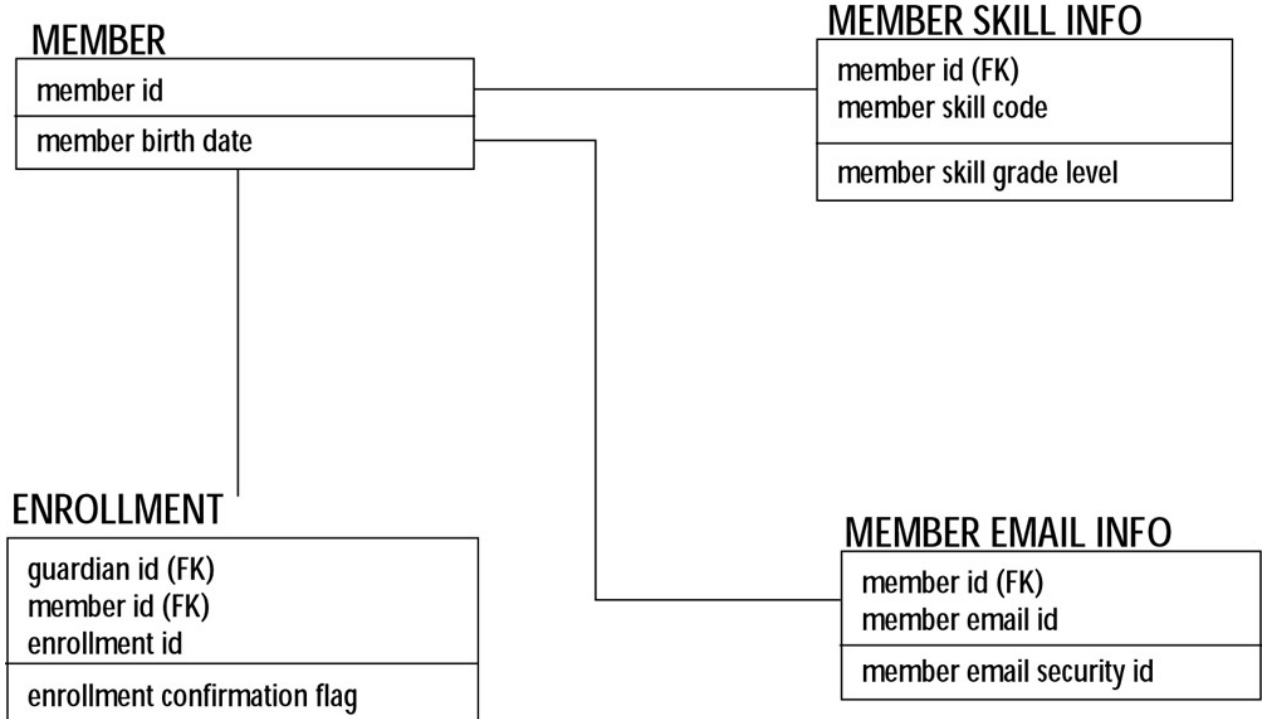 MEMBER
member id
member birth date
MEMBER SKILL INFO
member id (FK)
member skill code
member skill grade level
ENROLLMENT
guardian id (FK)
member id (FK)
enrollment id
enrollment confirmation flag
MEMBER EMAIL INFO
member id (FK)
member email id
member email security id